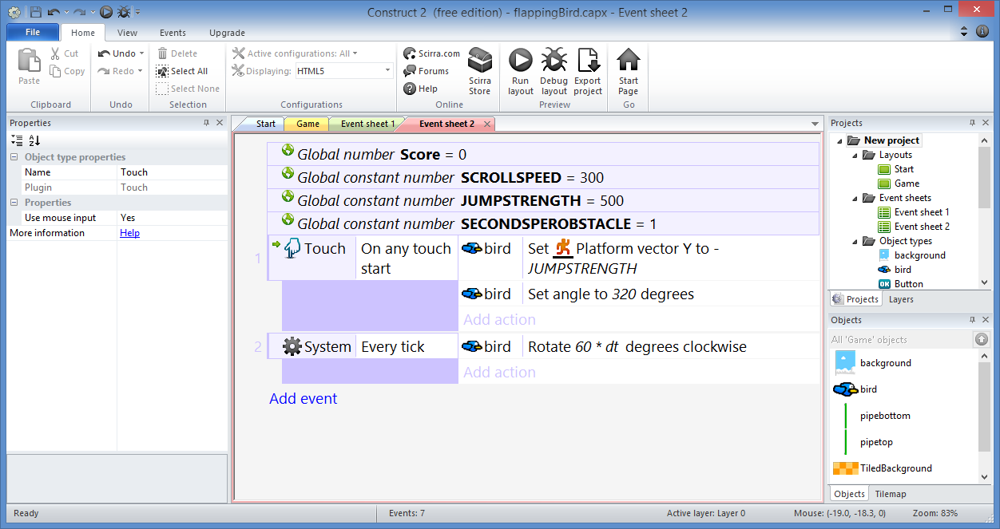 Construct 2 (free edition) - flappingBird.capx - Event sheet 2
File Home View Events Upgrade
Paste
Cut
Copy
Clipboard
Undo
Redo
Undo
Delete
Select All
Select None
Selection
Active configurations: All
Displaying: HTML5
Configurations
Scirra.com
Forums
Help
Scirra
Store
Online
Run
layout
Debug
layout
Export
project
Preview
Start
Page
Go
Properties
Object type properties
Name Touch
Plugin Touch
Properties
Use mouse input Yes
More information Help
Start Game Event sheet 1 Event sheet 2
Global number Score = 0
Global constant number SCROLLSPEED = 300
Global constant number JUMPSTRENGTH = 500
Global constant number SECONDSPEROBSTACLE = 1
1 Touch On any touch start bird Set Platform vector Y to -
JUMPSTRENGTH
bird Set angle to 320 degrees
Add action
2 System Every tick bird Rotate 60 * dt degrees clockwise
Add action
Add event
Projects
New project
Layouts
Start
Game
Event sheets
Event sheet 1
Event sheet 2
Object types
background
bird
OK Button
Projects Layers
Objects
All 'Game' objects
background
bird
pipebottom
pipetop
TiledBackground
Objects Tilemap
Ready Events: 7 Active layer: Layer 0 Mouse: (-19.0, -18.3, 0) Zoom: 83%